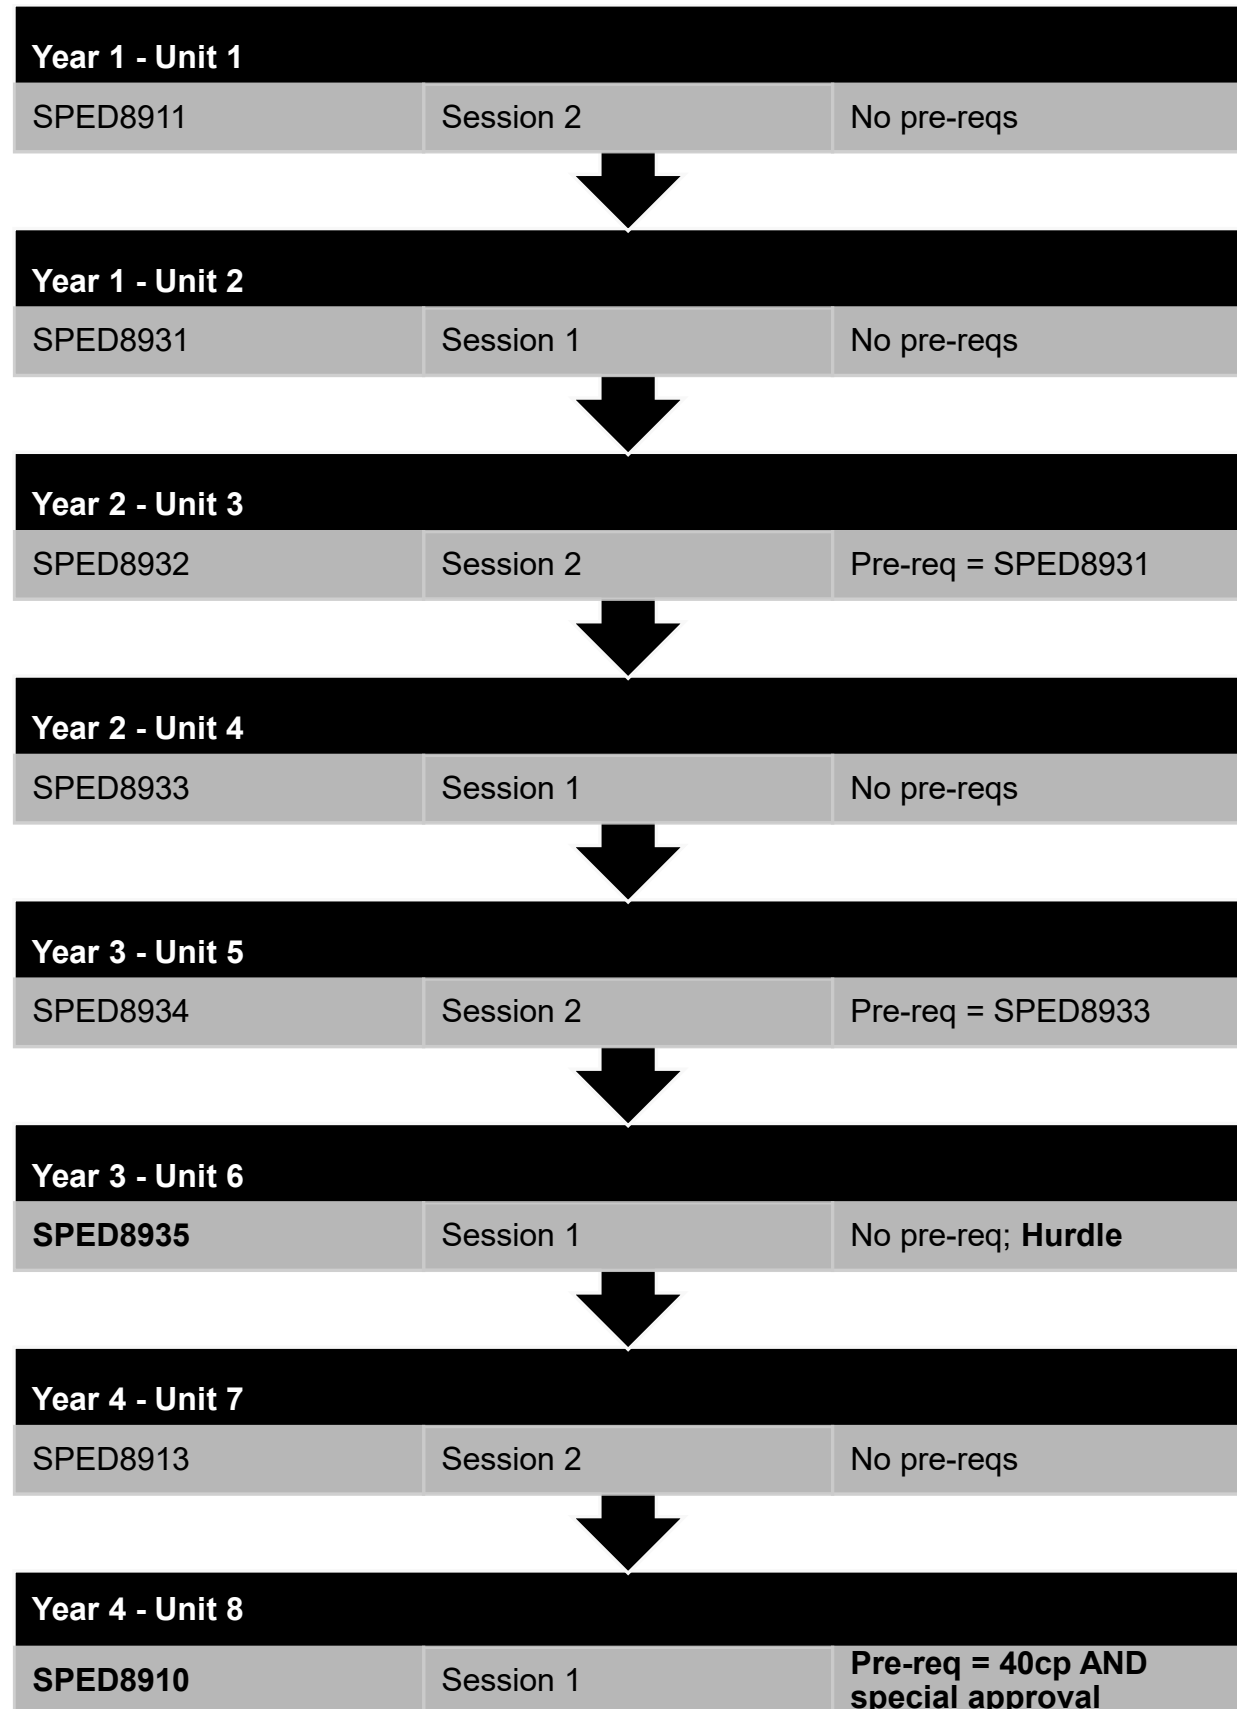 Year 1 - Unit 1
SPED8911 Session 2 No pre-reqs
Year 1 - Unit 2
SPED8931 Session 1 No pre-reqs
Year 2 - Unit 3
SPED8932 Session 2 Pre-req = SPED8931
Year 2 - Unit 4
SPED8933 Session 1 No pre-reqs
Year 3 - Unit 5
SPED8934 Session 2 Pre-req = SPED8933
Year 3 - Unit 6
SPED8935 Session 1 No pre-req; Hurdle
Year 4 - Unit 7
SPED8913 Session 2 No pre-reqs
Year 4 - Unit 8
SPED8910 Session 1 Pre-req = 40cp AND
special approval